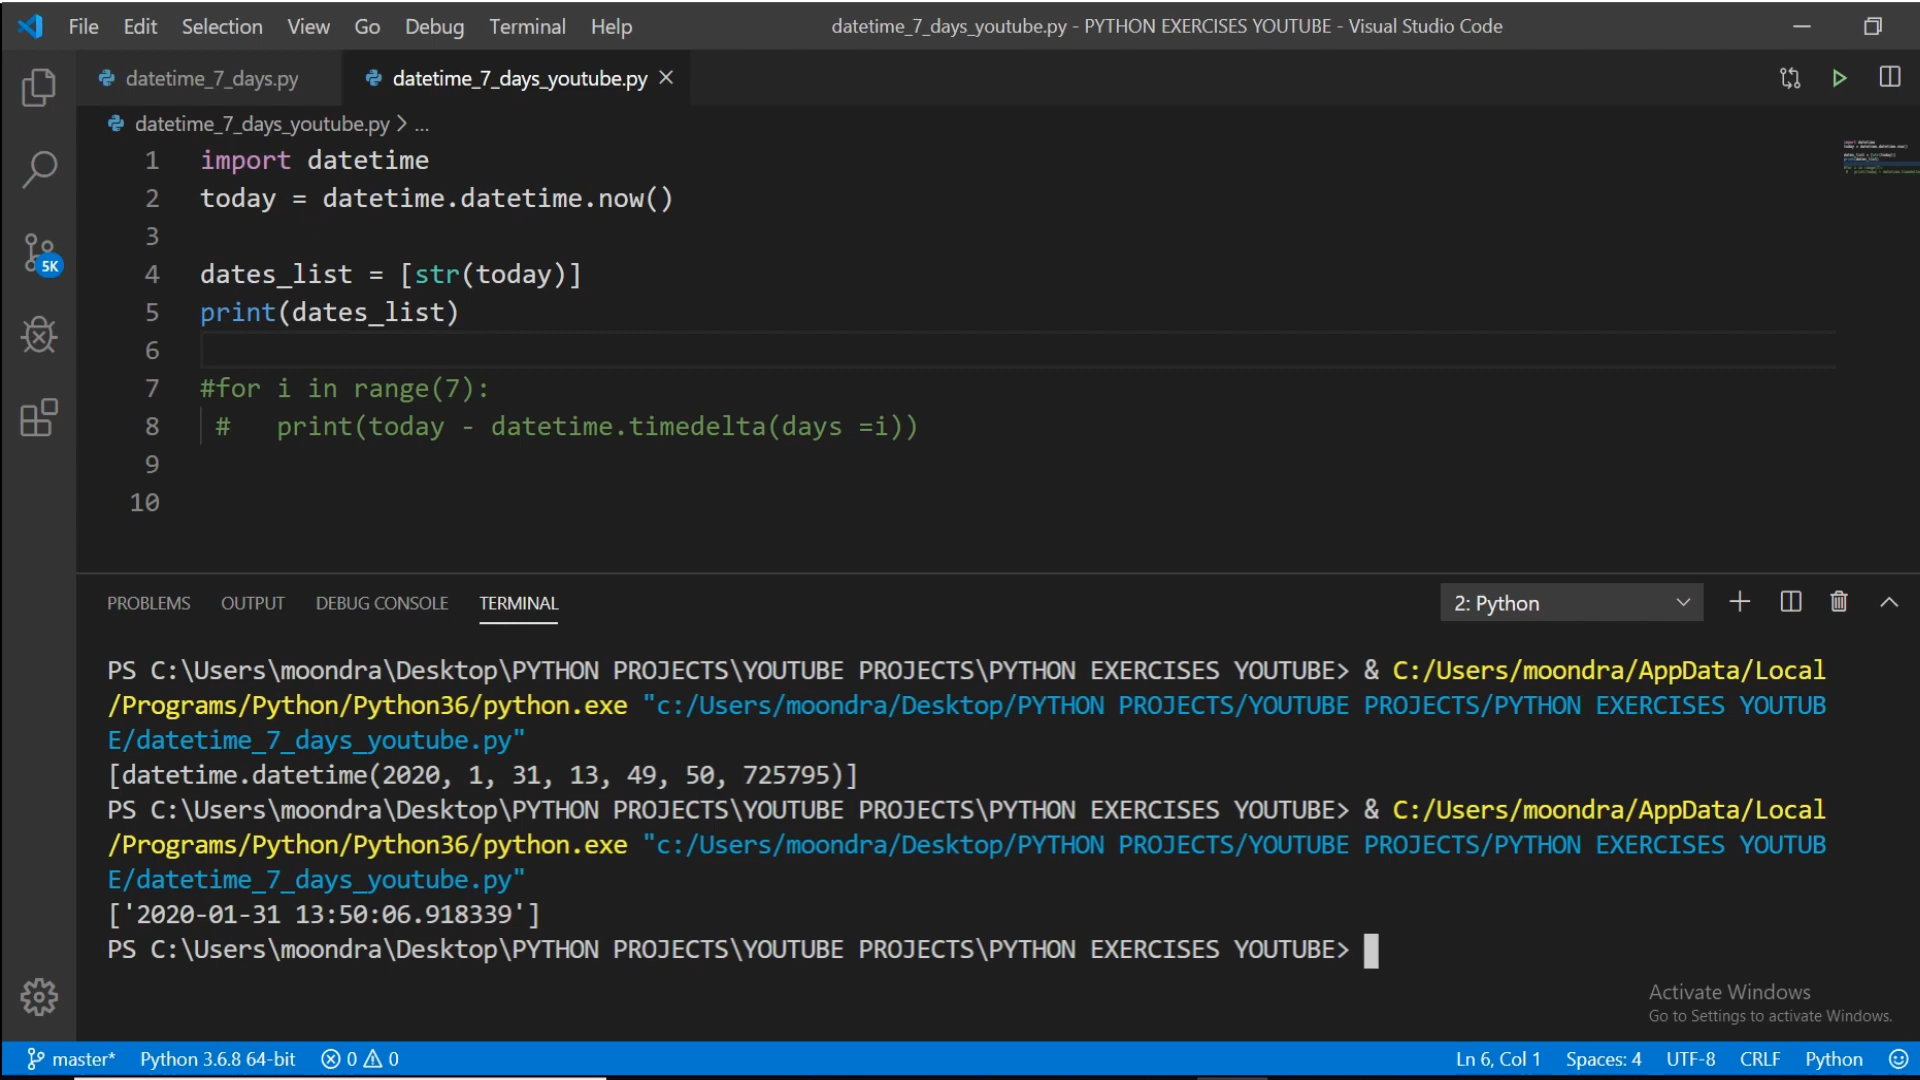 File Edit Selection View Go Debug Terminal Help datetime_7_days_youtube.py - PYTHON EXERCISES YOUTUBE - Visual Studio Code
datetime_7_days.py datetime_7_days_youtube.py
datetime_7_days_youtube.py > ...
1 import datetime
2 today = datetime.datetime.now()
3
4 dates_list = [str(today)]
5 print(dates_list)
6
7 #for i in range(7):
8  #   print(today - datetime.timedelta(days =i))
9
10
5K
PROBLEMS OUTPUT DEBUG CONSOLE TERMINAL 2: Python
PS C:\Users\moondra\Desktop\PYTHON PROJECTS\YOUTUBE PROJECTS\PYTHON EXERCISES YOUTUBE> & C:/Users/moondra/AppData/Local
/Programs/Python/Python36/python.exe "c:/Users/moondra/Desktop/PYTHON PROJECTS/YOUTUBE PROJECTS/PYTHON EXERCISES YOUTUB
E/datetime_7_days_youtube.py"
[datetime.datetime(2020, 1, 31, 13, 49, 50, 725795)]
PS C:\Users\moondra\Desktop\PYTHON PROJECTS\YOUTUBE PROJECTS\PYTHON EXERCISES YOUTUBE> & C:/Users/moondra/AppData/Local
/Programs/Python/Python36/python.exe "c:/Users/moondra/Desktop/PYTHON PROJECTS/YOUTUBE PROJECTS/PYTHON EXERCISES YOUTUB
E/datetime_7_days_youtube.py"
['2020-01-31 13:50:06.918339']
PS C:\Users\moondra\Desktop\PYTHON PROJECTS\YOUTUBE PROJECTS\PYTHON EXERCISES YOUTUBE>
Activate Windows
Go to Settings to activate Windows.
master* Python 3.6.8 64-bit 0 0 Ln 6, Col 1 Spaces: 4 UTF-8 CRLF Python